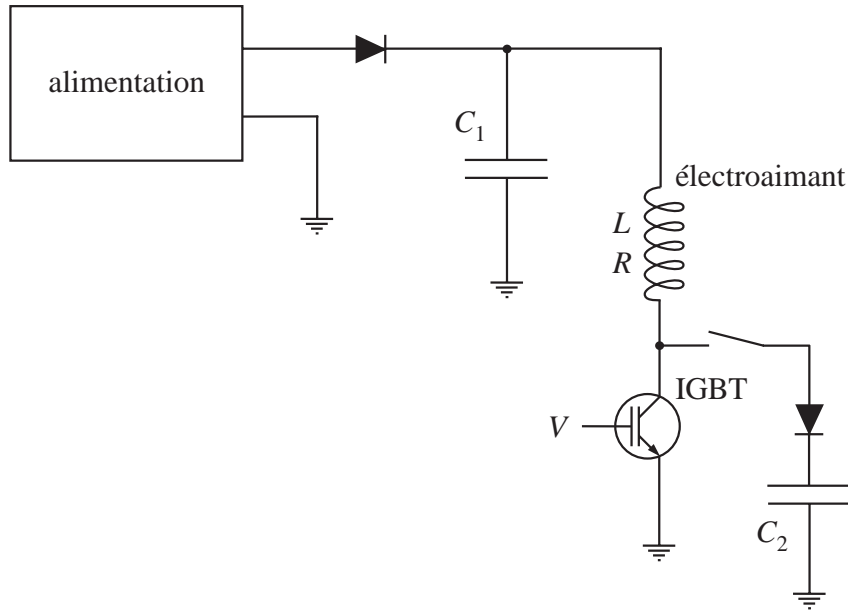 alimentation
C1
électroaimant
L
R
IGBT
V
C2